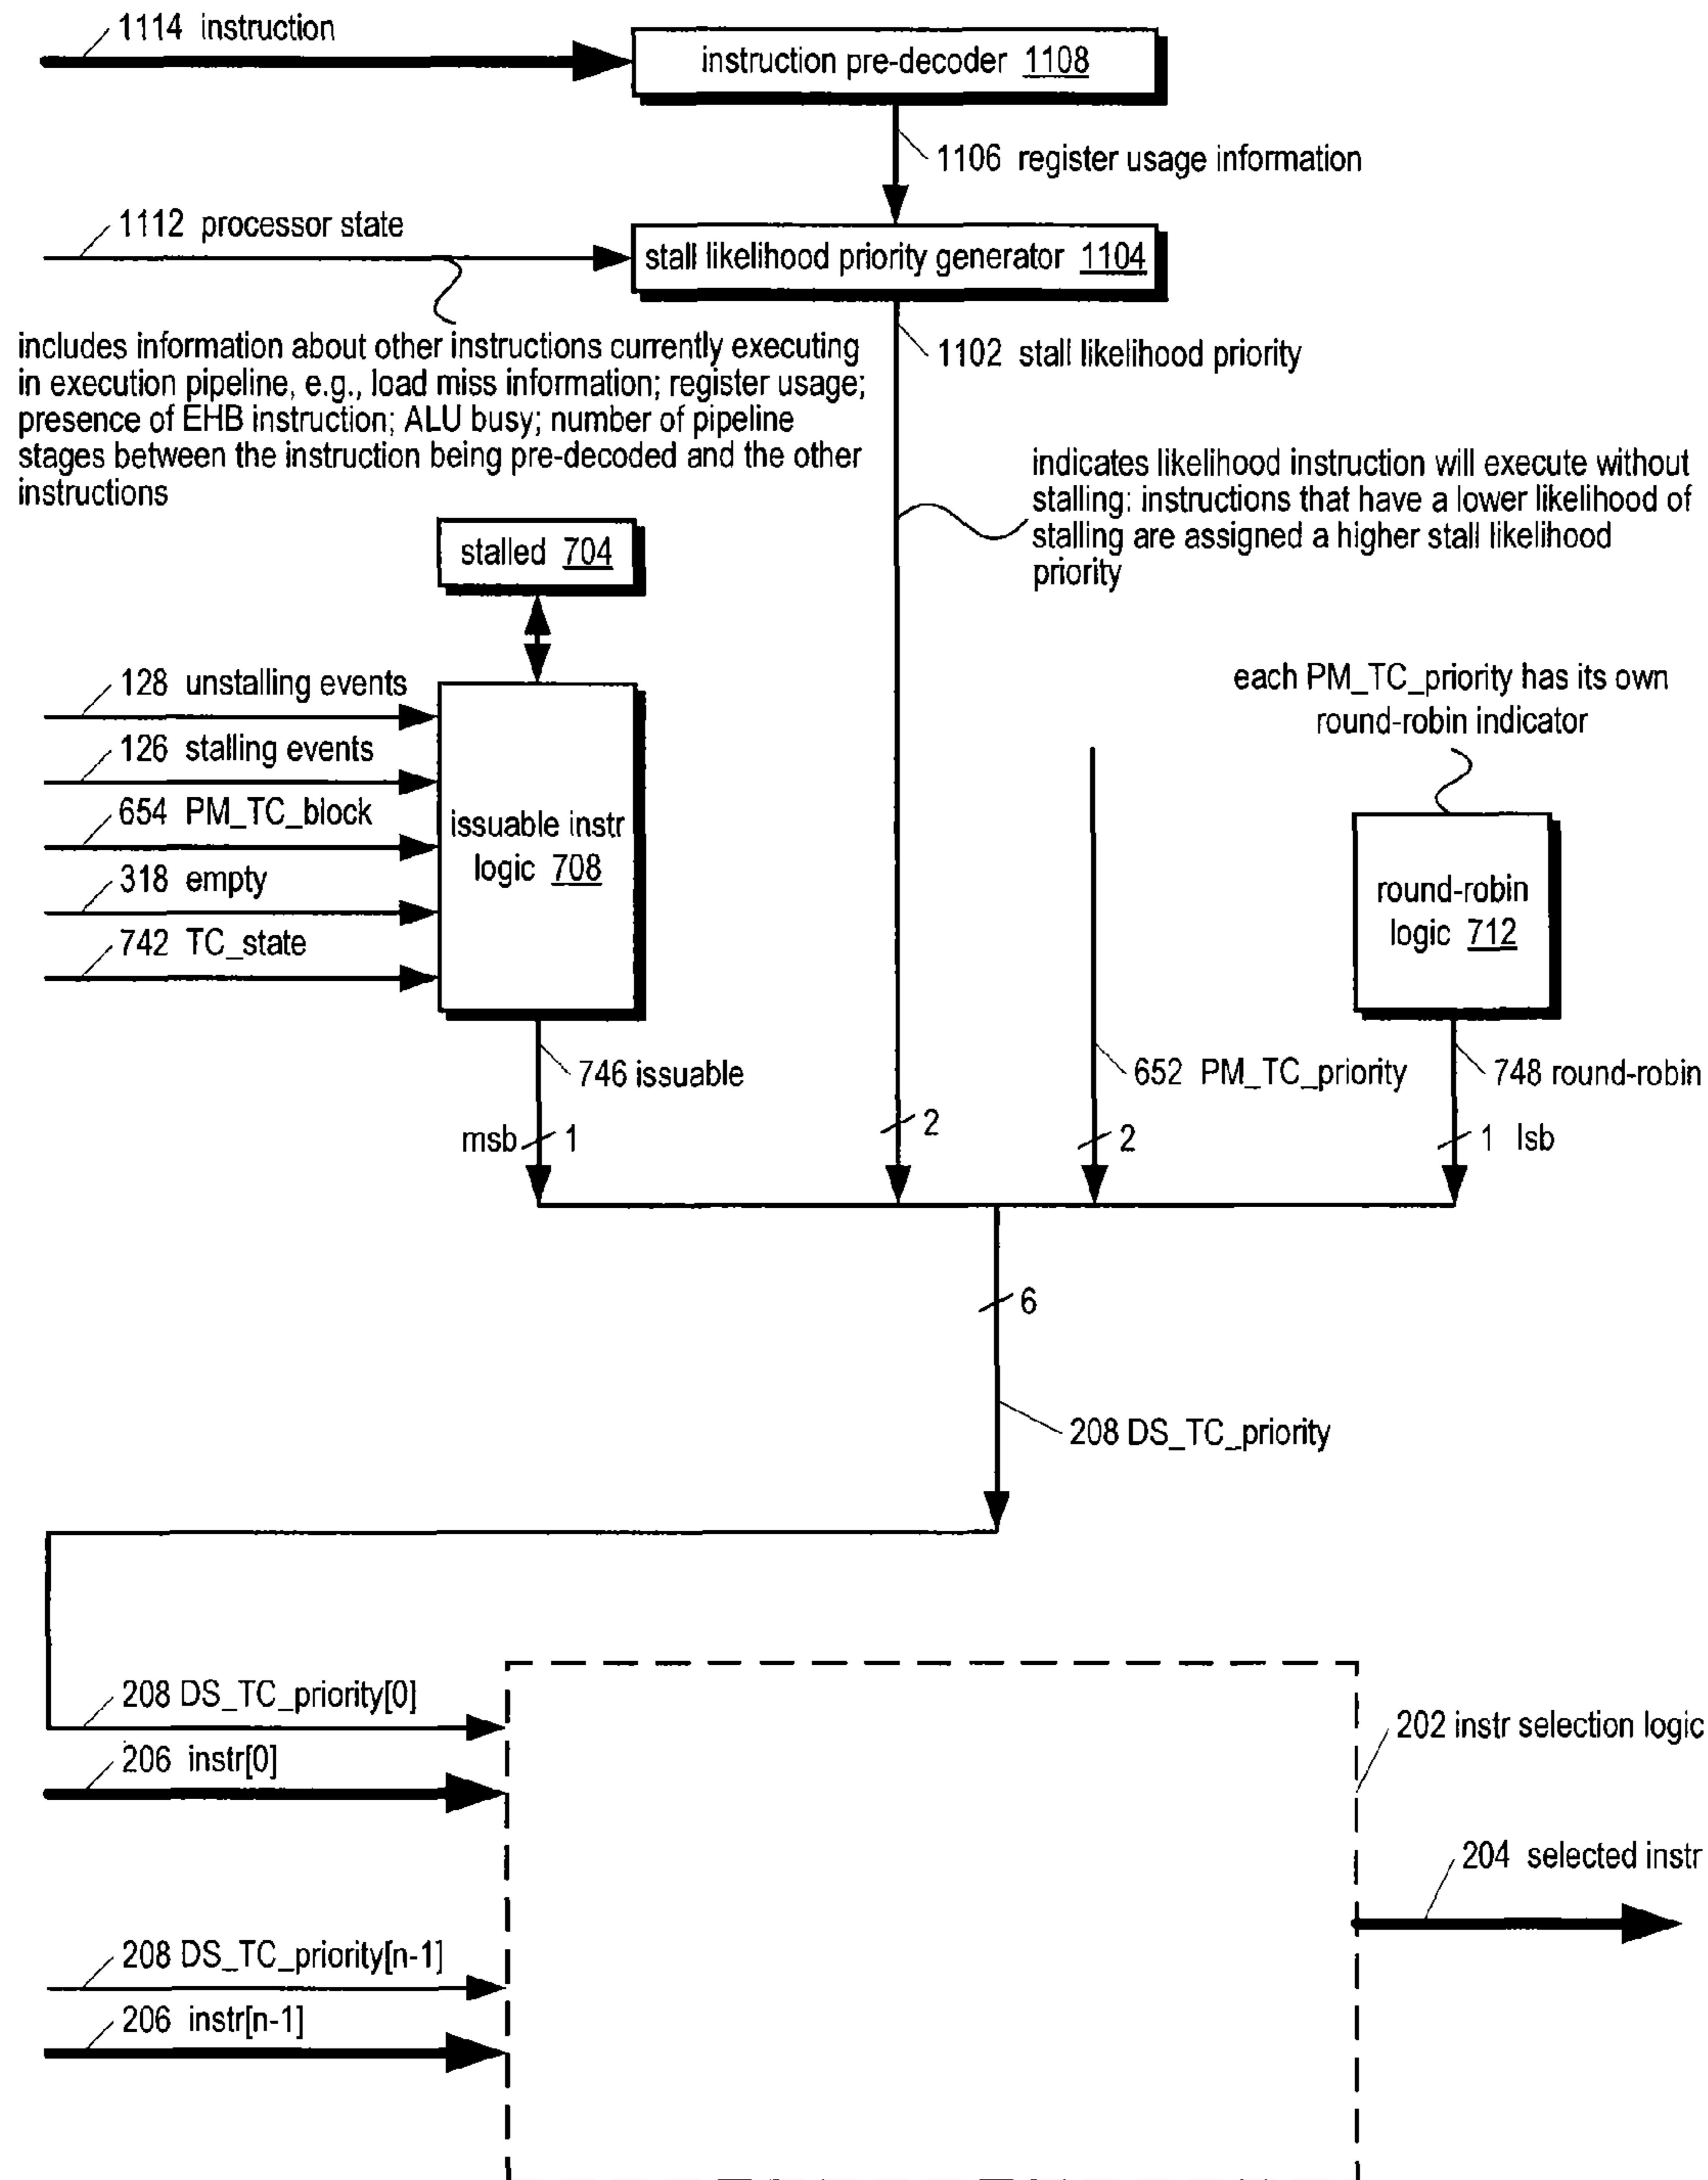 1114 instruction
instruction pre-decoder 1108
1106 register usage information
1112 processor state
stall likelihood priority generator 1104
includes information about other instructions currently executing
in execution pipeline, e.g., load miss information; register usage;
presence of EHB instruction; ALU busy; number of pipeline
stages between the instruction being pre-decoded and the other
instructions
1102 stall likelihood priority
indicates likelihood instruction will execute without
stalling: instructions that have a lower likelihood of
stalling are assigned a higher stall likelihood
priority
stalled 704
128 unstalling events
126 stalling events
654 PM_TC_block
318 empty
742 TC_state
issuable instr
logic 708
each PM_TC_priority has its own
round-robin indicator
round-robin
logic 712
746 issuable
652 PM_TC_priority
748 round-robin
msb 1
2
2
1 lsb
6
208 DS_TC_priority
208 DS_TC_priority[0]
206 instr[0]
202 instr selection logic
204 selected instr
208 DS_TC_priority[n-1]
206 instr[n-1]